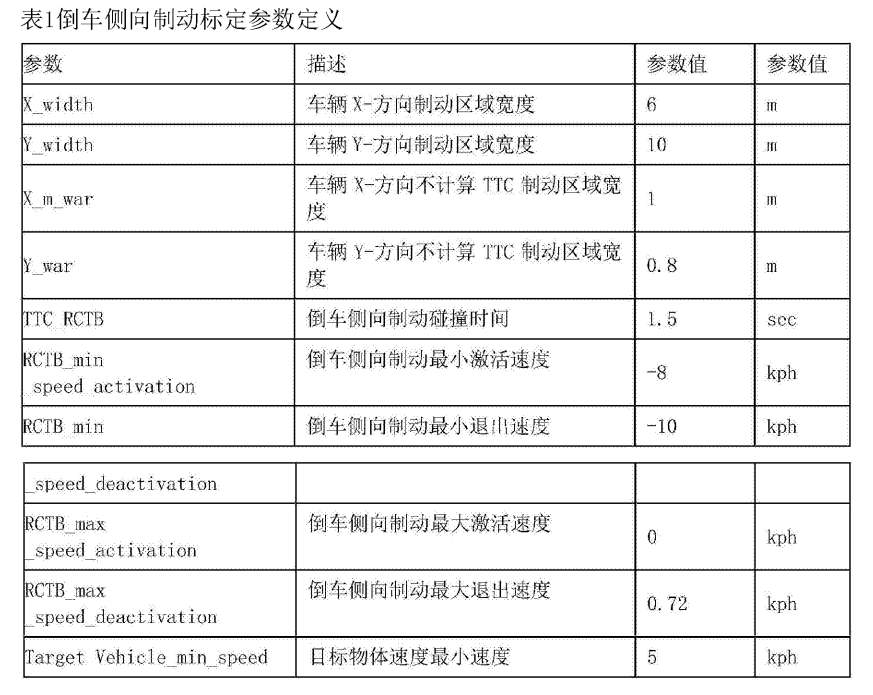 表1倒车侧向制动标定参数定义
参数 描述 参数值 参数值
X_width 车辆 X-方向制动区域宽度 6 m
Y_width 车辆 Y-方向制动区域宽度 10 m
X_m_war 车辆 X-方向不计算 TTC 制动区域宽度 1 m
Y_war 车辆 Y-方向不计算 TTC 制动区域宽度 0.8 m
TTC RCTB 倒车侧向制动碰撞时间 1.5 sec
RCTB_min
_speed activation 倒车侧向制动最小激活速度 -8 kph
RCTB min 倒车侧向制动最小退出速度 -10 kph
_speed_deactivation
RCTB_max
_speed_activation 倒车侧向制动最大激活速度 0 kph
RCTB_max
_speed_deactivation 倒车侧向制动最大退出速度 0.72 kph
Target Vehicle_min_speed 目标物体速度最小速度 5 kph